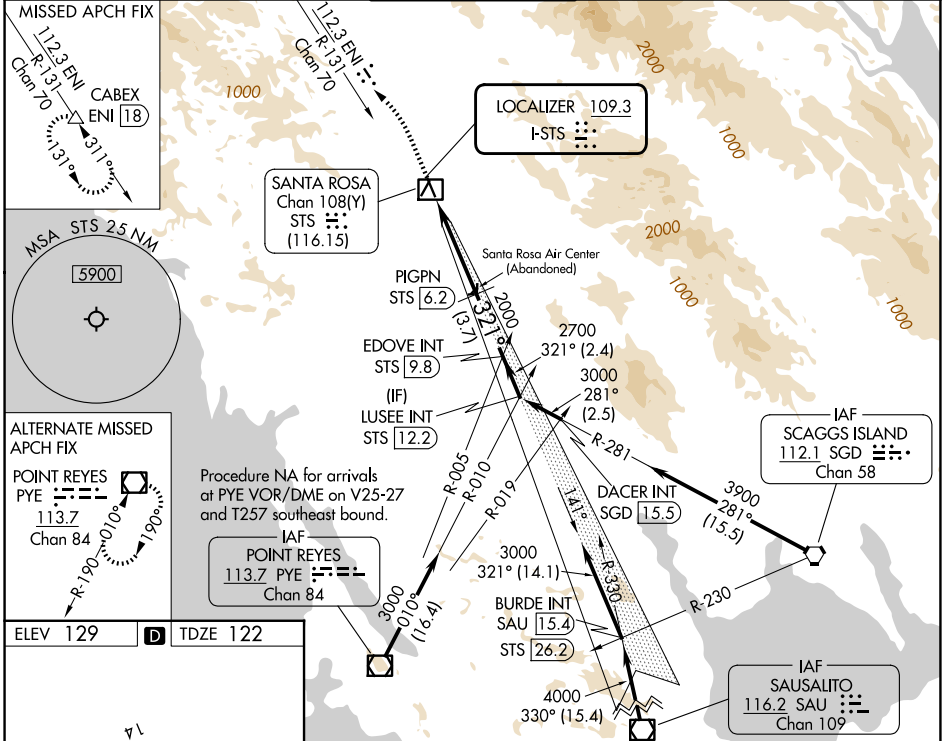 MISSED APCH FIX
112.3 ENI
R-131
Chan 70
CABEX
ENI 18
131°
311°
112.3 ENI
R-131
Chan 70
1000
2000
1000
2000
1000
1000
LOCALIZER 109.3
I-STS
SANTA ROSA
Chan 108(Y)
STS
(116.15)
MSA STS 25 NM
5900
Santa Rosa Air Center
(Abandoned)
PIGPN
STS 6.2
(3.7)
321°
2000
EDOVE INT
STS 9.8
2700
321° (2.4)
(IF)
LUSEE INT
STS 12.2
3000
281°
(2.5)
R-281
IAF
SCAGGS ISLAND
112.1 SGD
Chan 58
ALTERNATE MISSED
APCH FIX
POINT REYES
PYE
113.7
Chan 84
R-190
010°
190°
Procedure NA for arrivals
at PYE VOR/DME on V25-27
and T257 southeast bound.
R-005
R-010
R-019
141°
DACER INT
SGD 15.5
3900
281°
(15.5)
IAF
POINT REYES
113.7 PYE
Chan 84
3000
010°
(16.4)
3000
321° (14.1)
R-330
BURDE INT
SAU 15.4
STS 26.2
R-230
4000
330° (15.4)
IAF
SAUSALITO
116.2 SAU
Chan 109
ELEV 129
D
TDZE 122
14